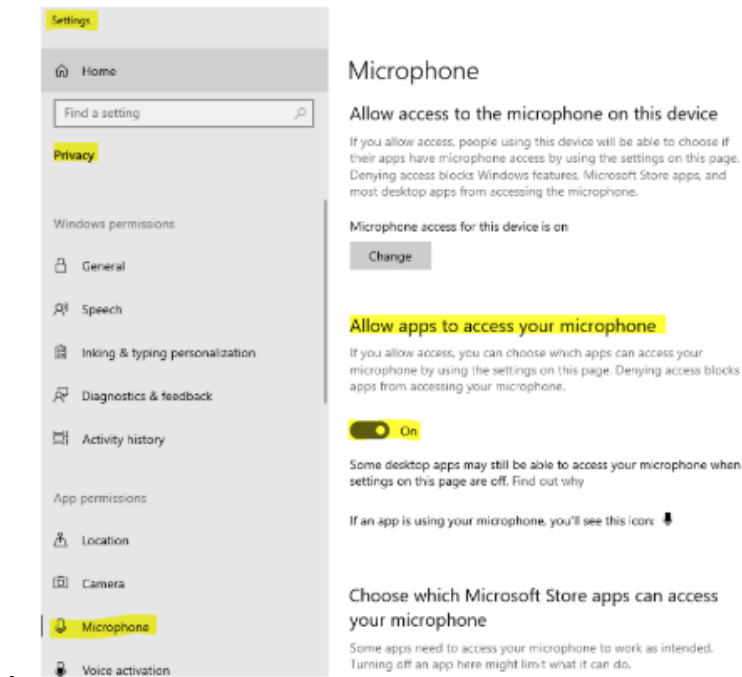 Settings
Home
Find a setting
Privacy
Windows permissions
General
Speech
Inking & typing personalization
Diagnostics & feedback
Activity history
App permissions
Location
Camera
Microphone
Voice activation
Microphone
Allow access to the microphone on this device
If you allow access, people using this device will be able to choose if
their apps have microphone access by using the settings on this page.
Denying access blocks Windows features, Microsoft Store apps, and
most desktop apps from accessing the microphone.
Microphone access for this device is on
Change
Allow apps to access your microphone
If you allow access, you can choose which apps can access your
microphone by using the settings on this page. Denying access blocks
apps from accessing your microphone.
On
Some desktop apps may still be able to access your microphone when
settings on this page are off. Find out why
If an app is using your microphone, you'll see this icon:
Choose which Microsoft Store apps can access
your microphone
Some apps need to access your microphone to work as intended.
Turning off an app here might limit what it can do.